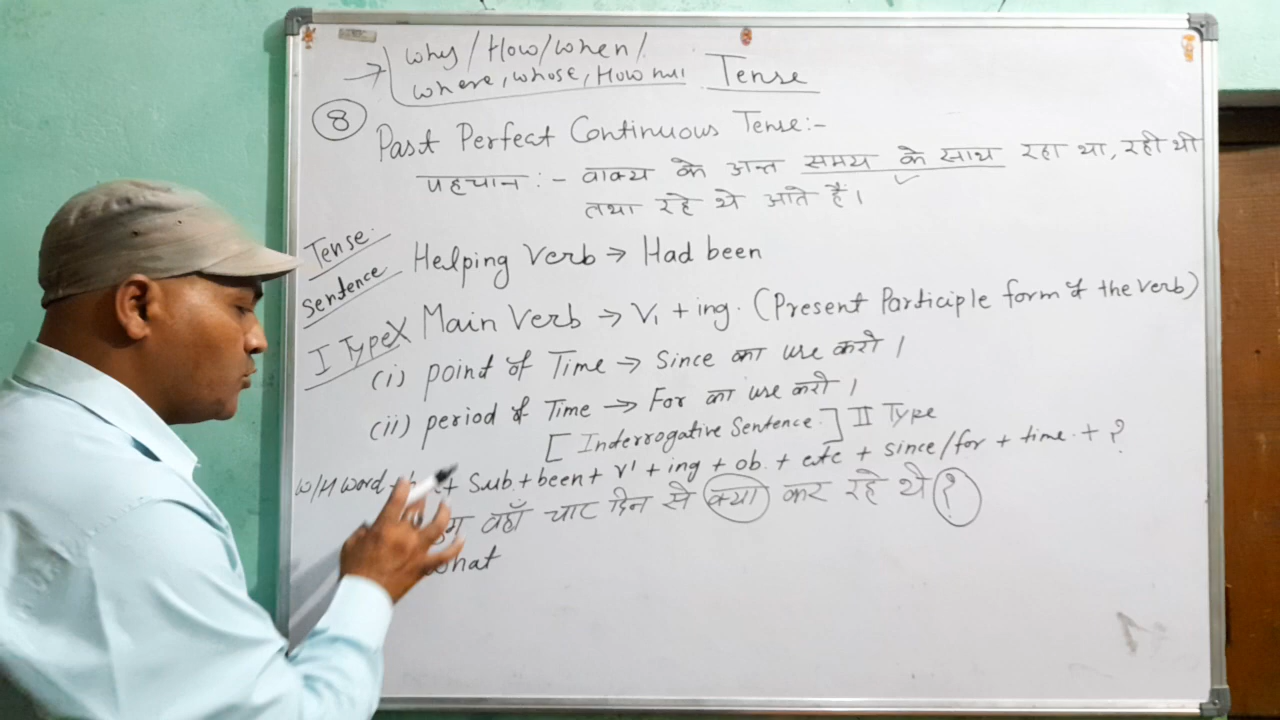 Why / How / when /
where, whose, How
Tense
8
Past Perfect Continuous Tense:-
पहचान :- वाक्य के अन्त समय के साथ रहा था, रही थी
तथा रहे थे आते हैं।
Tense.
Sentence
I Type X
Helping Verb → Had been
Main Verb → V1 + ing. (Present Participle form of the verb)
(i) point of Time → Since का use करो।
(ii) period of Time → For का use करो।
[ Interrogative Sentence. ] II Type
W/H word + Sub. + been + V1 + ing + ob. + etc + since/for + time. + ?
वहाँ चार दिन से क्या कर रहे थे ?
what